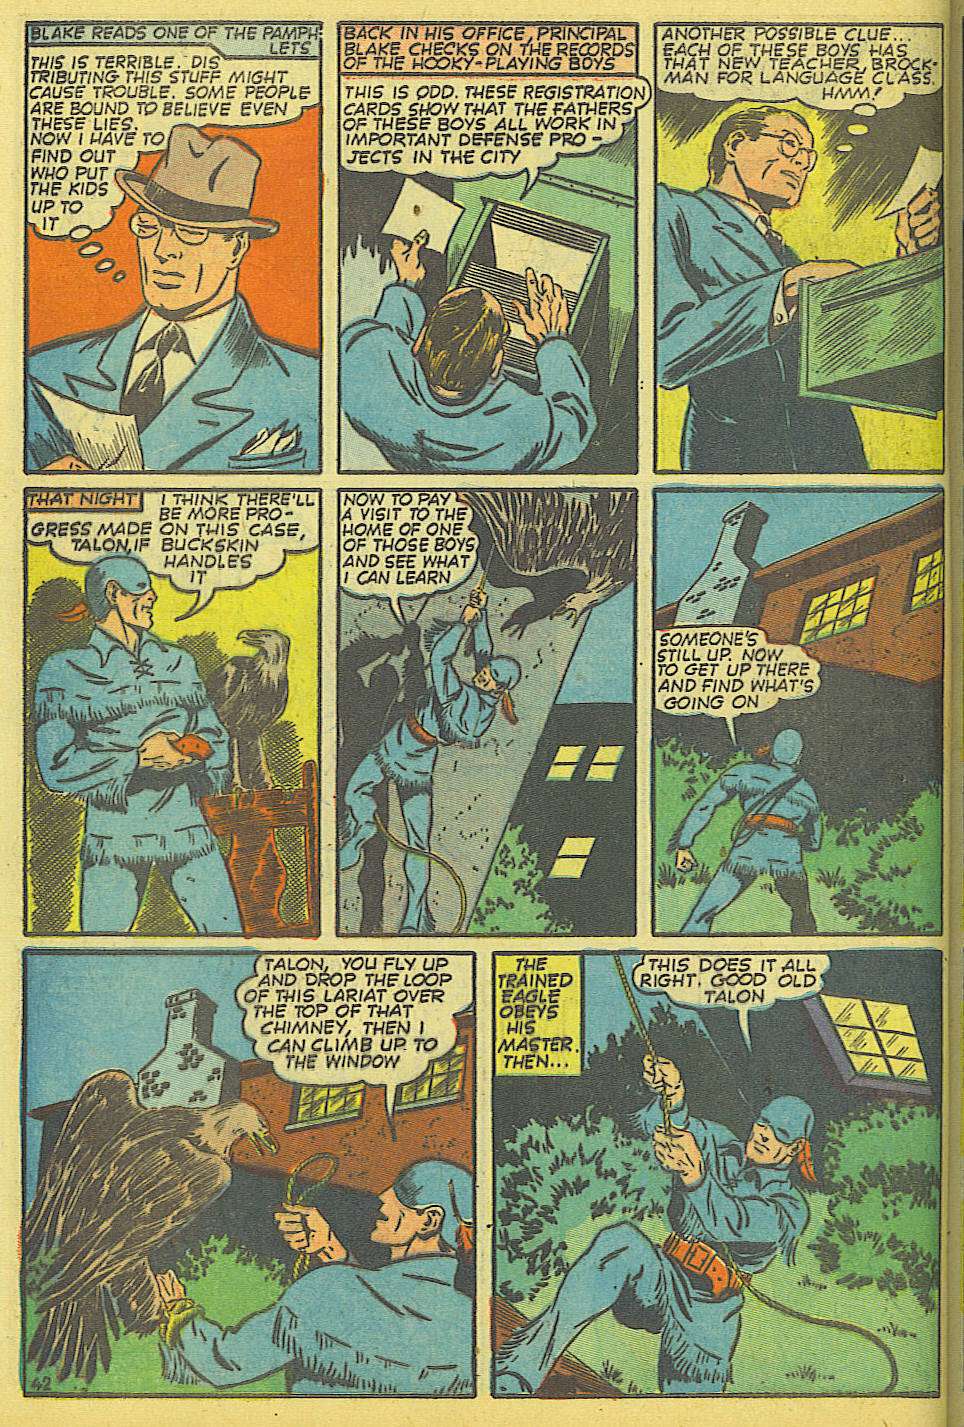 BLAKE READS ONE OF THE PAMPH-
LETS
THIS IS TERRIBLE. DIS
TRIBUTING THIS STUFF MIGHT
CAUSE TROUBLE. SOME PEOPLE
ARE BOUND TO BELIEVE EVEN
THESE LIES.
NOW I HAVE TO
FIND OUT
WHO PUT
THE KIDS
UP TO
IT
BACK IN HIS OFFICE, PRINCIPAL
BLAKE CHECKS ON THE RECORDS
OF THE HOOKY-PLAYING BOYS
THIS IS ODD. THESE REGISTRATION
CARDS SHOW THAT THE FATHERS
OF THESE BOYS ALL WORK IN
IMPORTANT DEFENSE PRO-
JECTS IN THE CITY
ANOTHER POSSIBLE CLUE...
EACH OF THESE BOYS HAS
THAT NEW TEACHER, BROCK-
MAN FOR LANGUAGE CLASS.
HMM!
THAT NIGHT
I THINK THERE'LL
BE MORE PRO-
GRESS MADE ON THIS CASE,
TALON, IF BUCKSKIN
HANDLES
IT
NOW TO PAY
A VISIT TO THE
HOME OF ONE
OF THOSE BOYS
AND SEE WHAT
I CAN LEARN
SOMEONE'S
STILL UP. NOW
TO GET UP THERE
AND FIND WHAT'S
GOING ON
TALON, YOU FLY UP
AND DROP THE LOOP
OF THIS LARIAT OVER
THE TOP OF THAT
CHIMNEY, THEN I
CAN CLIMB UP TO
THE WINDOW
THE
TRAINED
EAGLE
OBEYS
HIS
MASTER.
THEN...
THIS DOES IT ALL
RIGHT. GOOD OLD
TALON
42